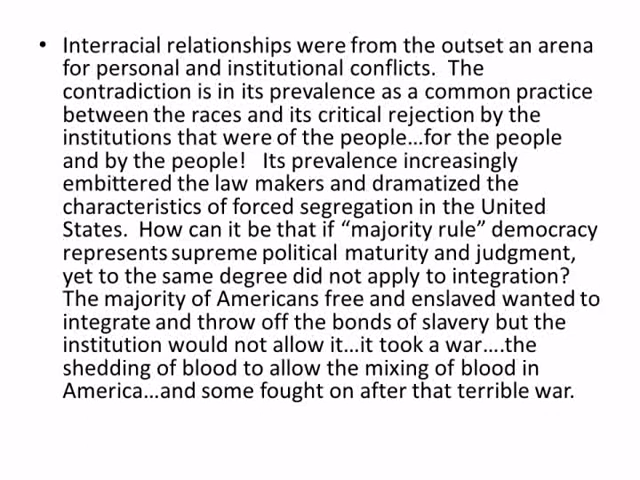 • Interracial relationships were from the outset an arena
for personal and institutional conflicts.  The
contradiction is in its prevalence as a common practice
between the races and its critical rejection by the
institutions that were of the people…for the people
and by the people!   Its prevalence increasingly
embittered the law makers and dramatized the
characteristics of forced segregation in the United
States.  How can it be that if “majority rule” democracy
represents supreme political maturity and judgment,
yet to the same degree did not apply to integration?
The majority of Americans free and enslaved wanted to
integrate and throw off the bonds of slavery but the
institution would not allow it…it took a war….the
shedding of blood to allow the mixing of blood in
America…and some fought on after that terrible war.